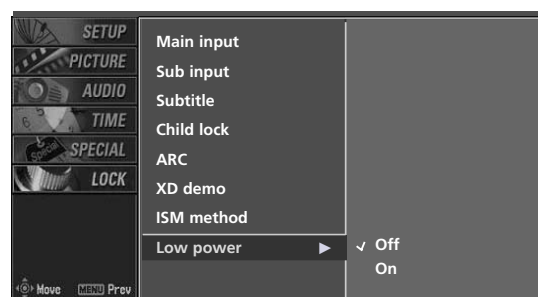 SETUP
PICTURE
AUDIO
TIME
SPECIAL
LOCK
Move MENU Prev
Main input
Sub input
Subtitle
Child lock
ARC
XD demo
ISM method
Low power ▶
✓ Off
On